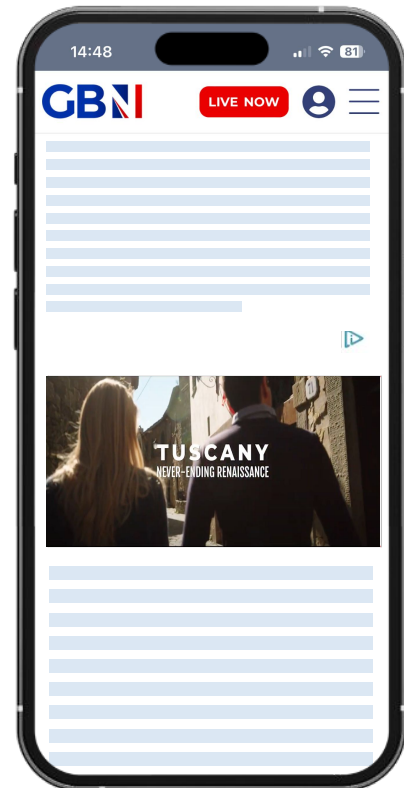 14:48
81
GBN
LIVE NOW
TUSCANY
NEVER-ENDING RENAISSANCE